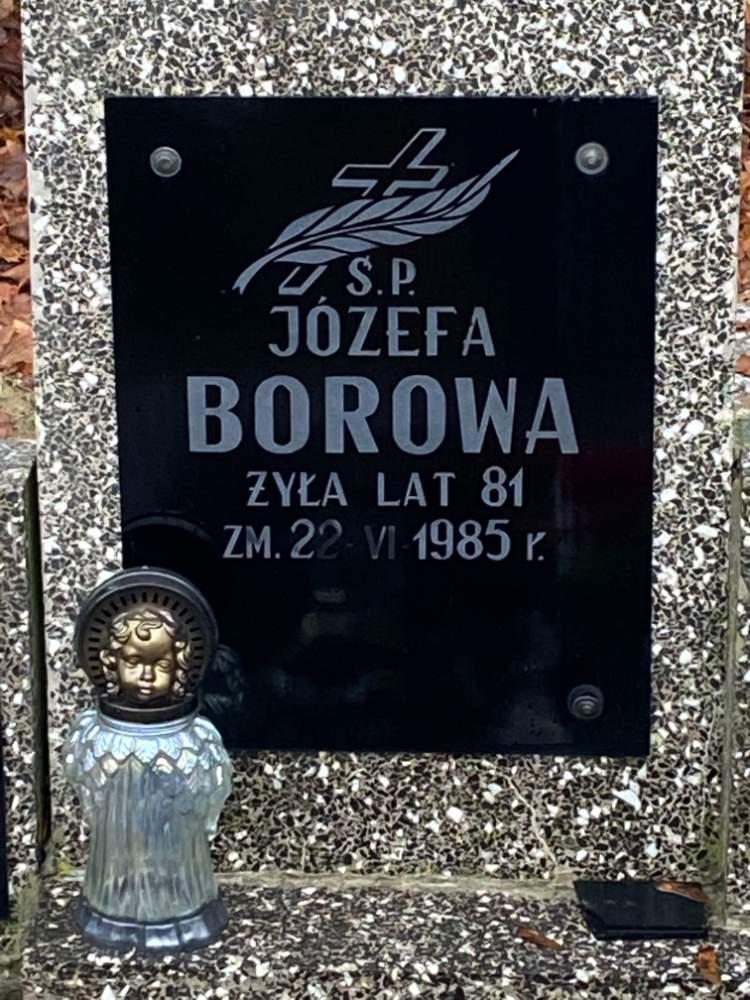 Ś.P.
JÓZEFA
BOROWA
ŻYŁA LAT 81
ZM. 22-VI-1985 r.